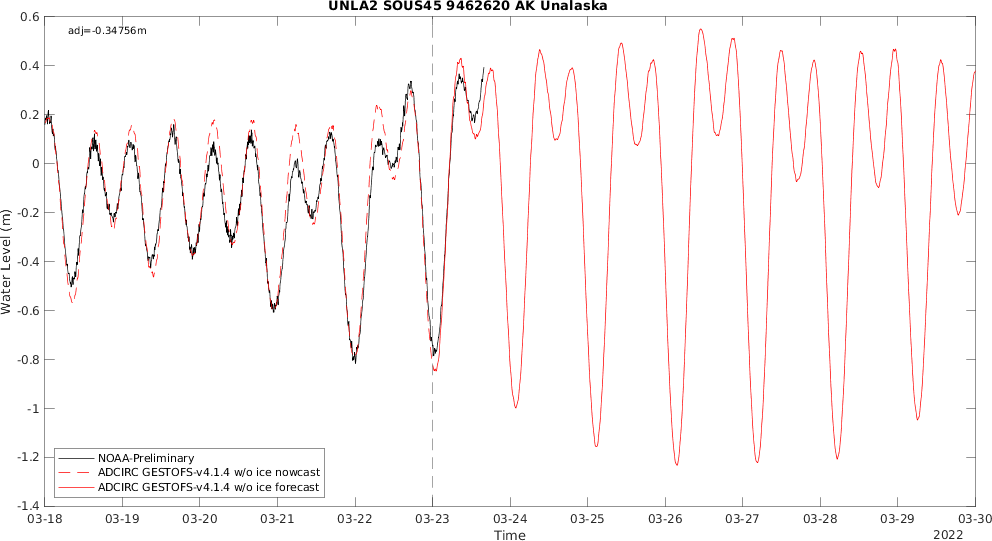 UNLA2 SOUS45 9462620 AK Unalaska
adj=-0.34756m
0.6
0.4
0.2
0
-0.2
-0.4
-0.6
-0.8
-1
-1.2
-1.4
Water Level (m)
NOAA-Preliminary
ADCIRC GESTOFS-v4.1.4 w/o ice nowcast
ADCIRC GESTOFS-v4.1.4 w/o ice forecast
03-18 03-19 03-20 03-21 03-22 03-23 03-24 03-25 03-26 03-27 03-28 03-29 03-30
Time
2022